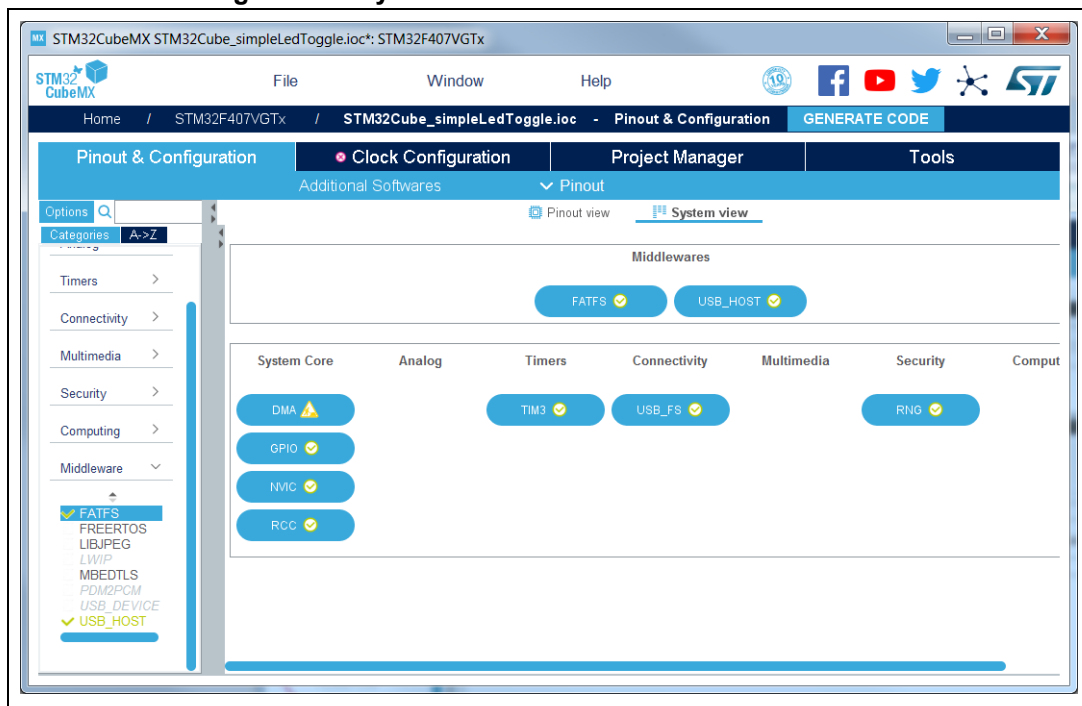 STM32CubeMX STM32Cube_simpleLedToggle.ioc*: STM32F407VGTx
STM32 CubeMX
File Window Help
10
Home / STM32F407VGTx / STM32Cube_simpleLedToggle.ioc - Pinout & Configuration GENERATE CODE
Pinout & Configuration Clock Configuration Project Manager Tools
Additional Softwares Pinout
Options
Pinout view System view
Categories A->Z
Middlewares
FATFS USB_HOST
Timers
Connectivity
Multimedia
Security
Computing
Middleware
FATFS
FREERTOS
LIBJPEG
LWIP
MBEDTLS
PDM2PCM
USB_DEVICE
USB_HOST
System Core Analog Timers Connectivity Multimedia Security Comput
DMA TIM3 USB_FS RNG
GPIO
NVIC
RCC